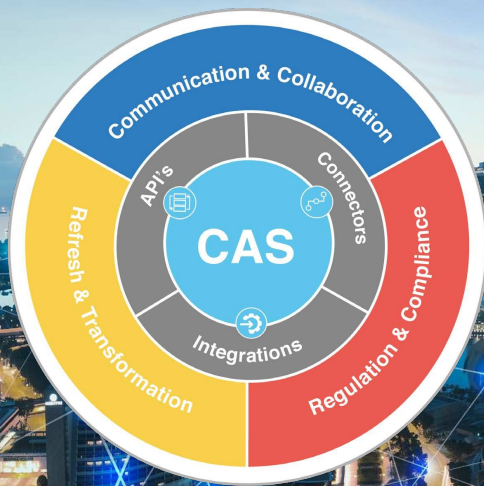 Communication & Collaboration
API's
Connectors
CAS
Integrations
Refresh & Transformation
Regulation & Compliance